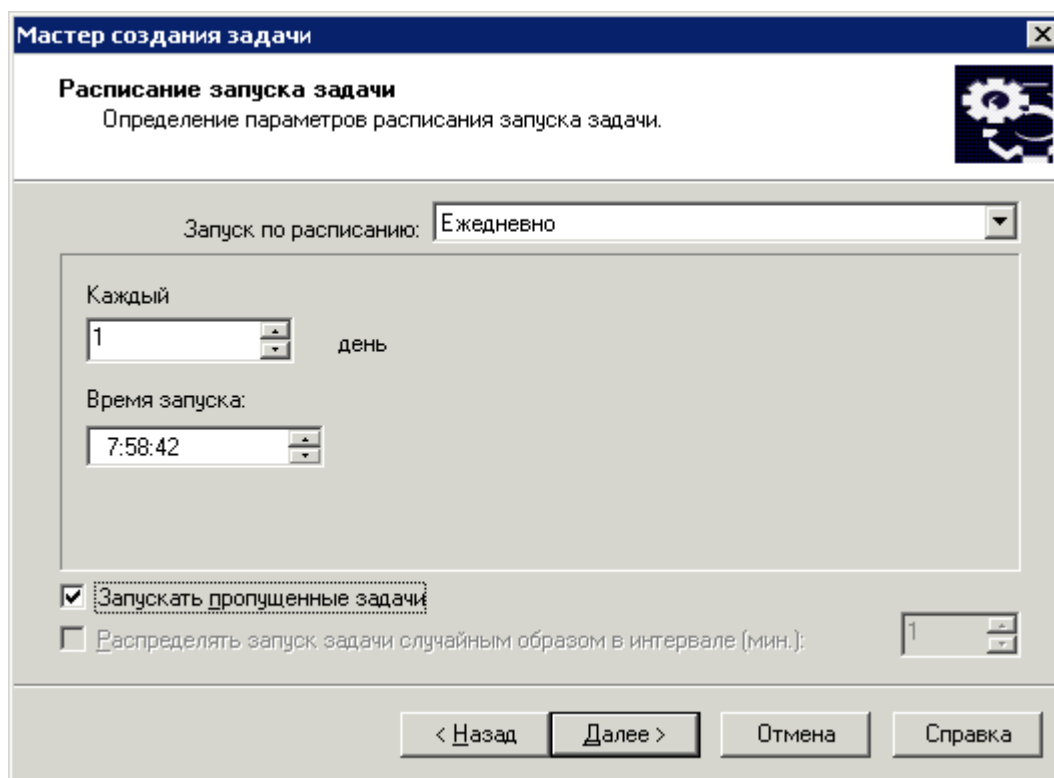 Мастер создания задачи
Расписание запуска задачи
Определение параметров расписания запуска задачи.
Запуск по расписанию: Ежедневно
Каждый
1 день
Время запуска:
7:58:42
Запускать пропущенные задачи
Распределять запуск задачи случайным образом в интервале (мин.): 1
< Назад Далее > Отмена Справка